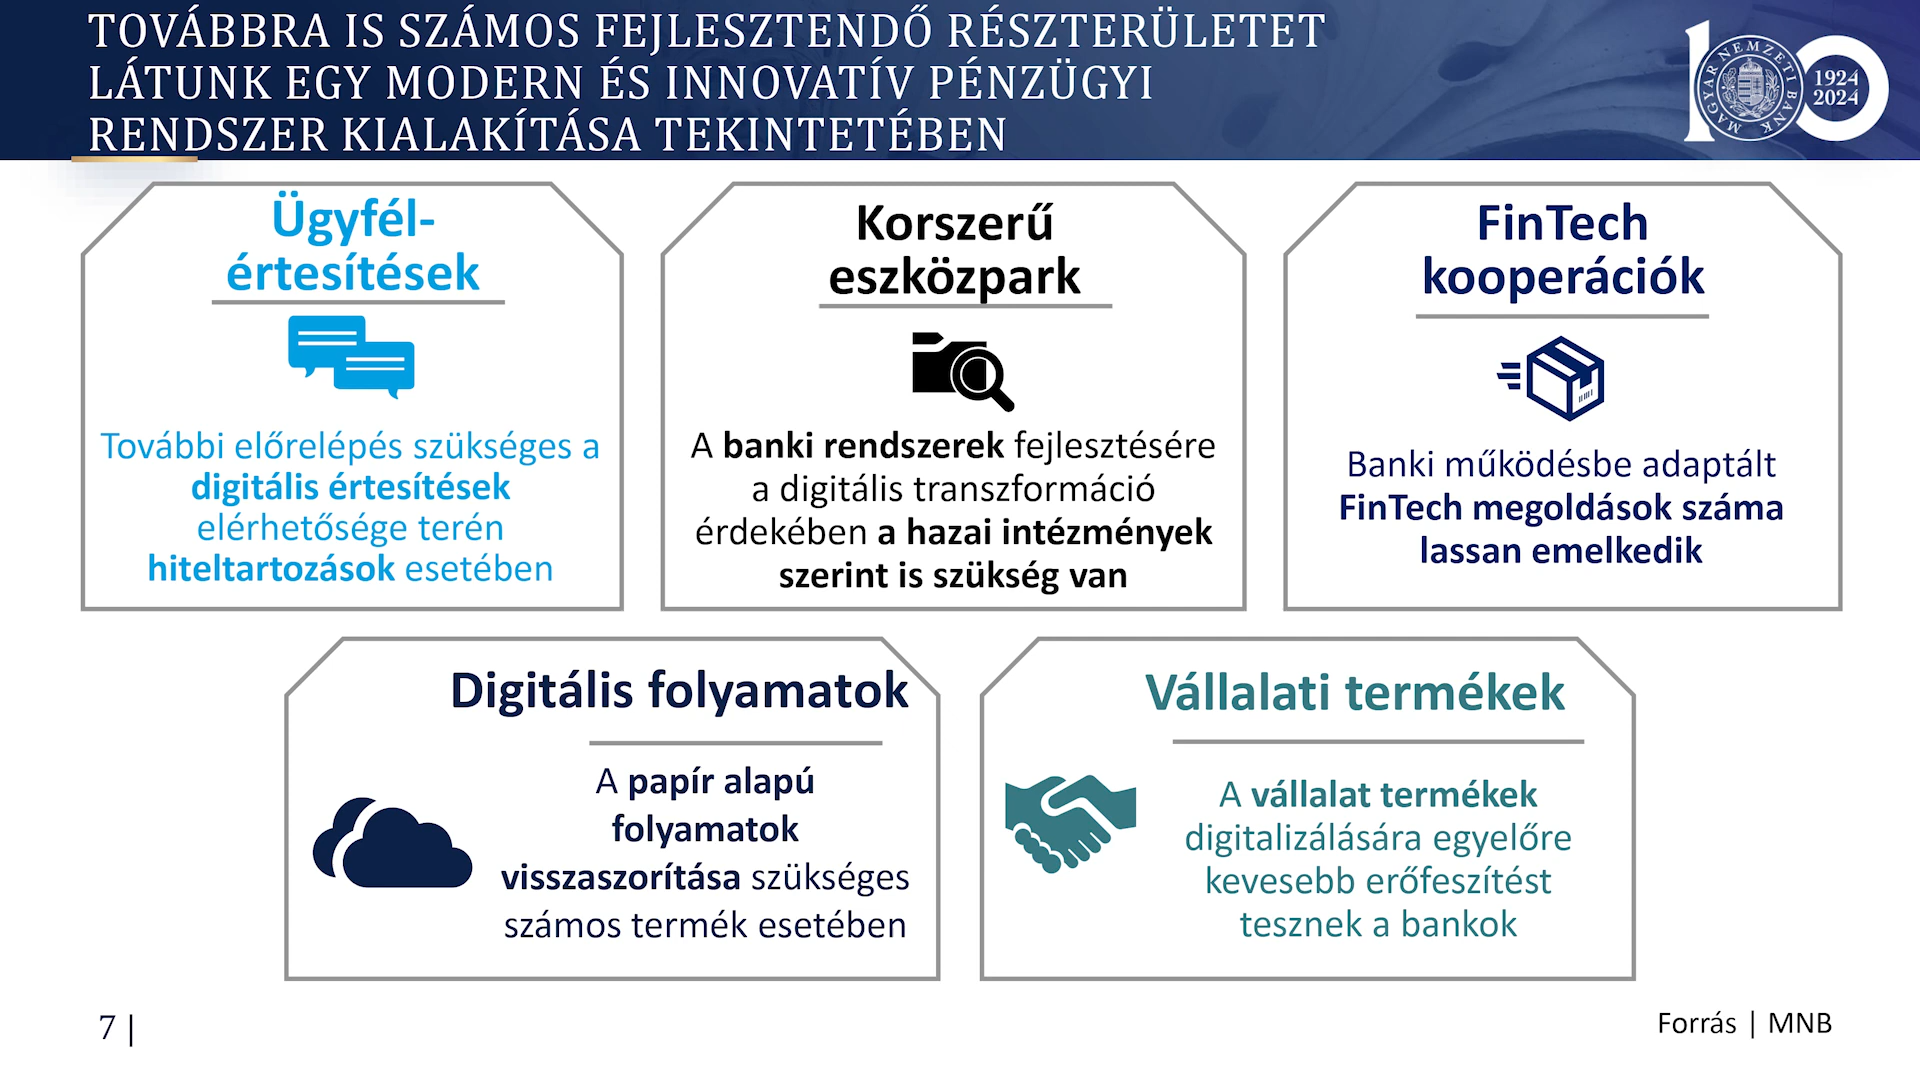 TOVÁBBRA IS SZÁMOS FEJLESZTENDŐ RÉSZTERÜLETET
LÁTUNK EGY MODERN ÉS INNOVATÍV PÉNZÜGYI
RENDSZER KIALAKÍTÁSA TEKINTETÉBEN
MAGYAR NEMZETI BANK
1924
2024
Ügyfél-
értesítések
További előrelépés szükséges a
digitális értesítések
elérhetősége terén
hiteltartozások esetében
Korszerű
eszközpark
A banki rendszerek fejlesztésére
a digitális transzformáció
érdekében a hazai intézmények
szerint is szükség van
FinTech
kooperációk
Banki működésbe adaptált
FinTech megoldások száma
lassan emelkedik
Digitális folyamatok
A papír alapú
folyamatok
visszaszorítása szükséges
számos termék esetében
Vállalati termékek
A vállalat termékek
digitalizálására egyelőre
kevesebb erőfeszítést
tesznek a bankok
7 |
Forrás | MNB